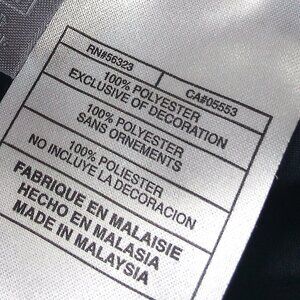 RN#56323 CA#05553
100% POLYESTER
EXCLUSIVE OF DECORATION
100% POLYESTER
SANS ORNEMENTS
100% POLIESTER
NO INCLUYE LA DECORACION
FABRIQUE EN MALAISIE
HECHO EN MALASIA
MADE IN MALAYSIA